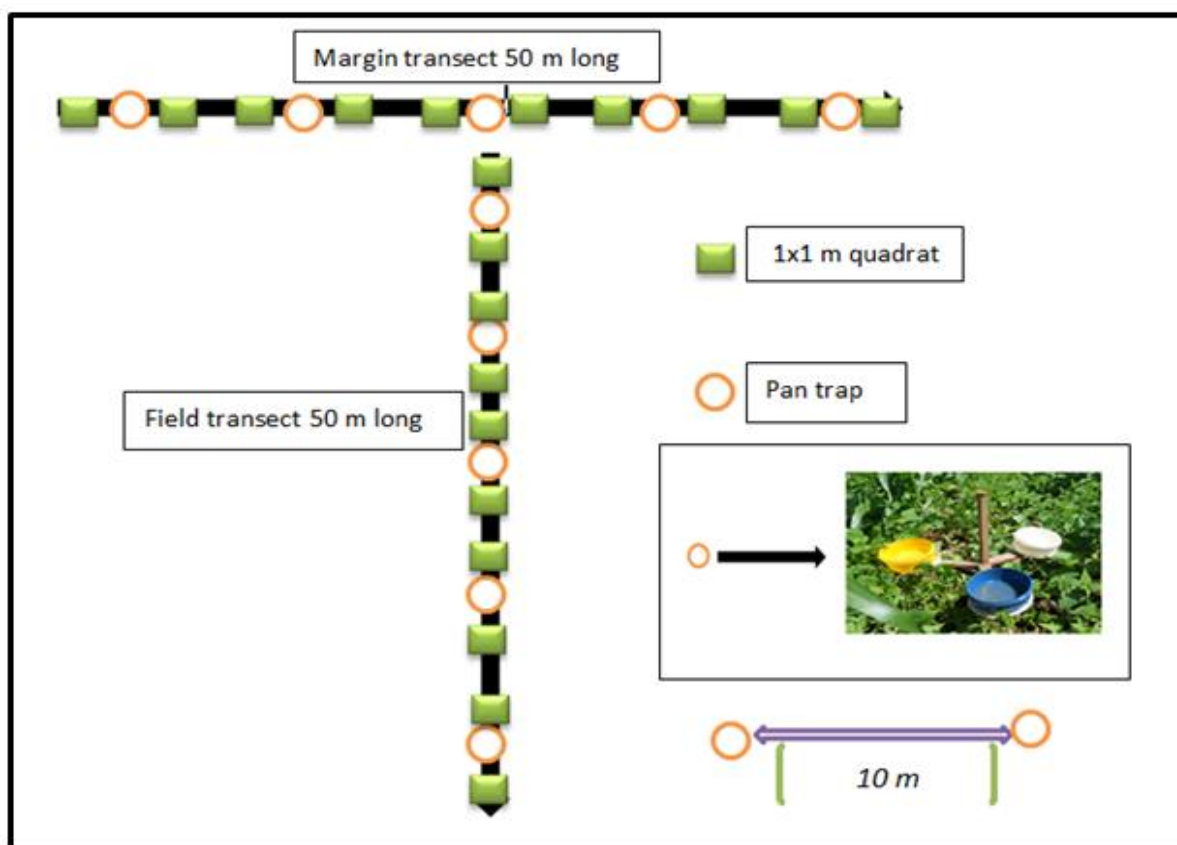 Margin transect 50 m long
1x1 m quadrat
Pan trap
Field transect 50 m long
10 m